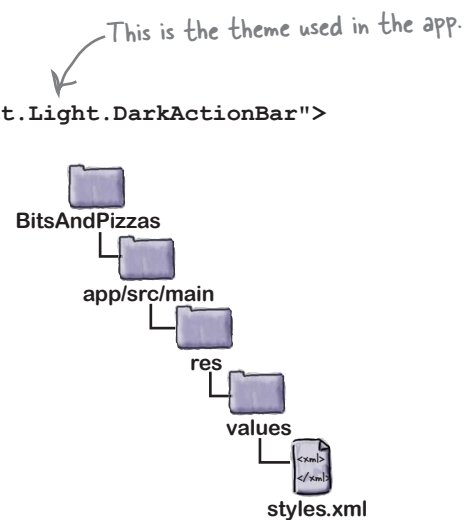 This is the theme used in the app.
t.Light.DarkActionBar">
BitsAndPizzas
app/src/main
res
values
<xml>
</xml>
styles.xml